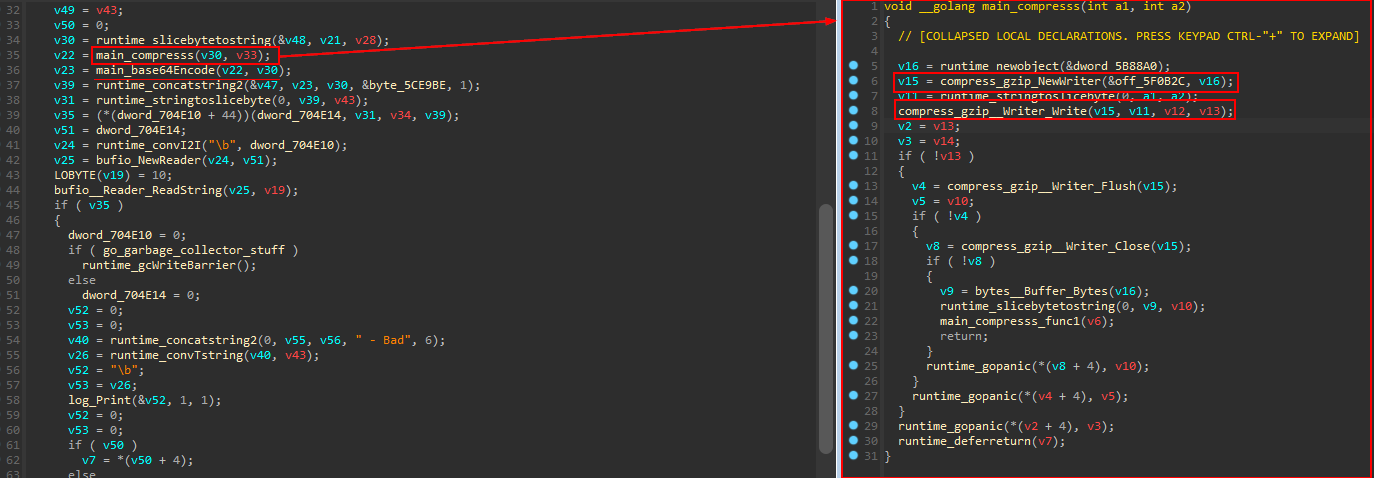 32 v49 = v43;
33 v50 = 0;
34 v30 = runtime_slicebytetostring(&v48, v21, v28);
35 v22 = main_compresss(v30, v33);
36 v23 = main_base64Encode(v22, v30);
37 v39 = runtime_concatstring2(&v47, v23, v30, &byte_5CE9BE, 1);
38 v31 = runtime_stringtoslicebyte(0, v39, v43);
39 v35 = (*(dword_704E10 + 44))(dword_704E14, v31, v34, v39);
40 v51 = dword_704E14;
41 v24 = runtime_convI2I("\b", dword_704E10);
42 v25 = bufio_NewReader(v24, v51);
43 LOBYTE(v19) = 10;
44 bufio__Reader_ReadString(v25, v19);
45 if ( v35 )
46 {
47 dword_704E10 = 0;
48 if ( go_garbage_collector_stuff )
49 runtime_gcWriteBarrier();
50 else
51 dword_704E14 = 0;
52 v52 = 0;
53 v53 = 0;
54 v40 = runtime_concatstring2(0, v55, v56, " - Bad", 6);
55 v26 = runtime_convTstring(v40, v43);
56 v52 = "\b";
57 v53 = v26;
58 log_Print(&v52, 1, 1);
59 v52 = 0;
60 v53 = 0;
61 if ( v50 )
62 v7 = *(v50 + 4);
63 else
1 void __golang main_compresss(int a1, int a2)
2 {
3 // [COLLAPSED LOCAL DECLARATIONS. PRESS KEYPAD CTRL-"+" TO EXPAND]
4
5 v16 = runtime_newobject(&dword_5B88A0);
6 v15 = compress_gzip_NewWriter(&off_5F0B2C, v16);
7 v11 = runtime_stringtoslicebyte(0, a1, a2);
8 compress_gzip__Writer_Write(v15, v11, v12, v13);
9 v2 = v13;
10 v3 = v14;
11 if ( !v13 )
12 {
13 v4 = compress_gzip__Writer_Flush(v15);
14 v5 = v10;
15 if ( !v4 )
16 {
17 v8 = compress_gzip__Writer_Close(v15);
18 if ( !v8 )
19 {
20 v9 = bytes__Buffer_Bytes(v16);
21 runtime_slicebytetostring(0, v9, v10);
22 main_compresss_func1(v6);
23 return;
24 }
25 runtime_gopanic(*(v8 + 4), v10);
26 }
27 runtime_gopanic(*(v4 + 4), v5);
28 }
29 runtime_gopanic(*(v2 + 4), v3);
30 runtime_deferreturn(v7);
31 }